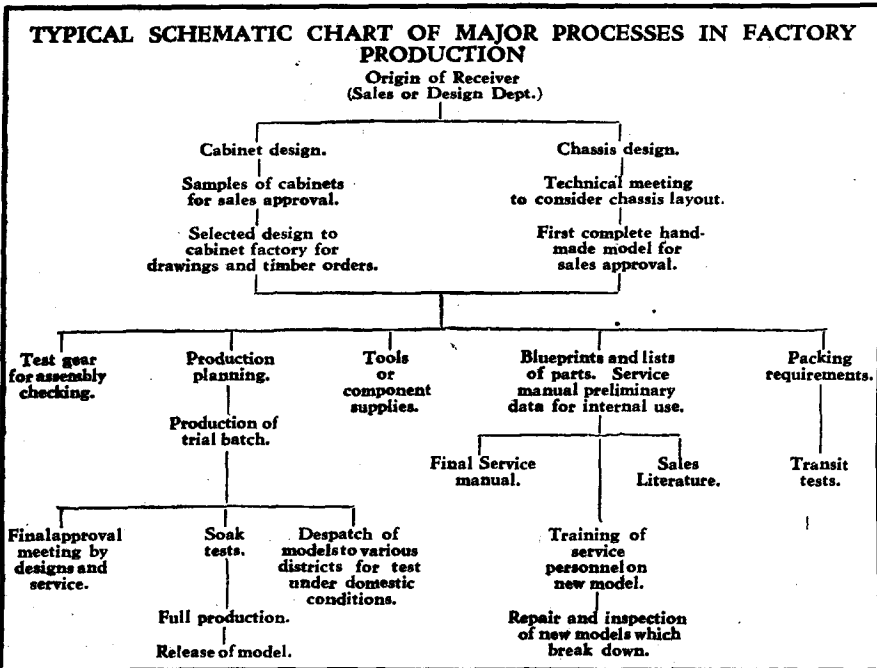 TYPICAL SCHEMATIC CHART OF MAJOR PROCESSES IN FACTORY
PRODUCTION
Origin of Receiver
(Sales or Design Dept.)
Cabinet design.
Samples of cabinets
for sales approval.
Selected design to
cabinet factory for
drawings and timber orders.
Chassis design.
Technical meeting
to consider chassis layout.
First complete hand-
made model for
sales approval.
Test gear
for assembly
checking.
Production
planning.
Production of
trial batch.
Tools
or
component
supplies.
Blueprints and lists
of parts. Service
manual preliminary
data for internal use.
Packing
requirements.
Final Service
manual.
Sales
Literature.
Transit
tests.
Final approval
meeting by
designs and
service.
Soak
tests.
Despatch of
models to various
districts for test
under domestic
conditions.
Training of
service
personnel on
new model.
Full production.
Release of model.
Repair and inspection
of new models which
break down.